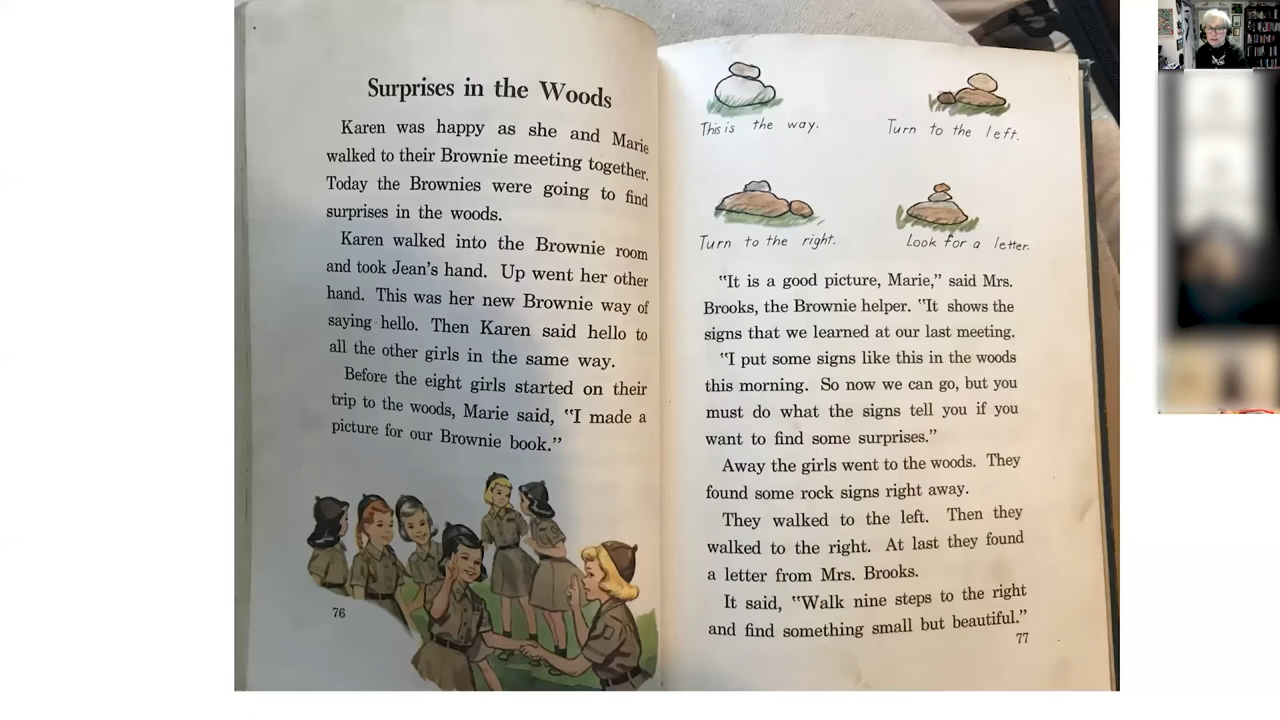 Surprises in the Woods
Karen was happy as she and Marie
walked to their Brownie meeting together.
Today the Brownies were going to find
surprises in the woods.
Karen walked into the Brownie room
and took Jean's hand. Up went her other
hand. This was her new Brownie way of
saying hello. Then Karen said hello to
all the other girls in the same way.
Before the eight girls started on their
trip to the woods, Marie said, "I made a
picture for our Brownie book."
76
This is the way.
Turn to the left.
Turn to the right.
Look for a letter.
"It is a good picture, Marie," said Mrs.
Brooks, the Brownie helper. "It shows the
signs that we learned at our last meeting.
"I put some signs like this in the woods
this morning. So now we can go, but you
must do what the signs tell you if you
want to find some surprises."
Away the girls went to the woods. They
found some rock signs right away.
They walked to the left. Then they
walked to the right. At last they found
a letter from Mrs. Brooks.
It said, "Walk nine steps to the right
and find something small but beautiful."
77